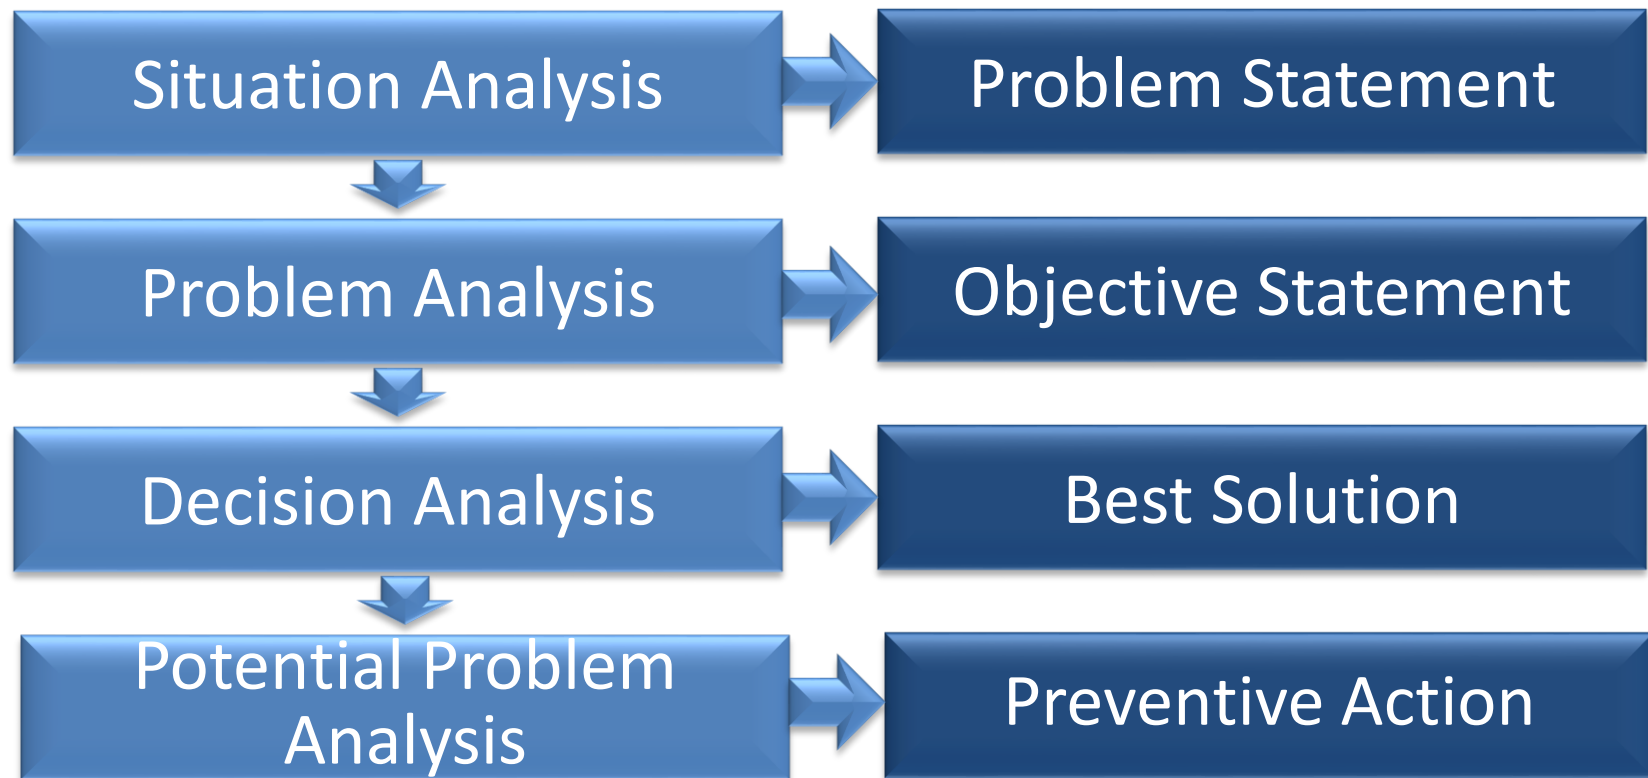 Situation Analysis
Problem Statement
Problem Analysis
Objective Statement
Decision Analysis
Best Solution
Potential Problem
Analysis
Preventive Action